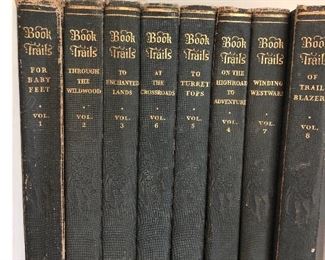 Book
Trails
FOR
BABY
FEET
VOL.
1
Book
Trails
THROUGH
THE
WILDWOOD
VOL.
2
Book
Trails
TO
ENCHANTED
LANDS
VOL.
3
Book
Trails
AT
THE
CROSSROADS
VOL.
6
Book
Trails
TO
TURRET
TOPS
VOL.
5
Book
Trails
ON THE
HIGHROAD
TO
ADVENTURE
VOL.
4
Book
Trails
WINDING
WESTWARD
VOL.
7
Book
Trails
OF
TRAIL
BLAZER
VOL.
8